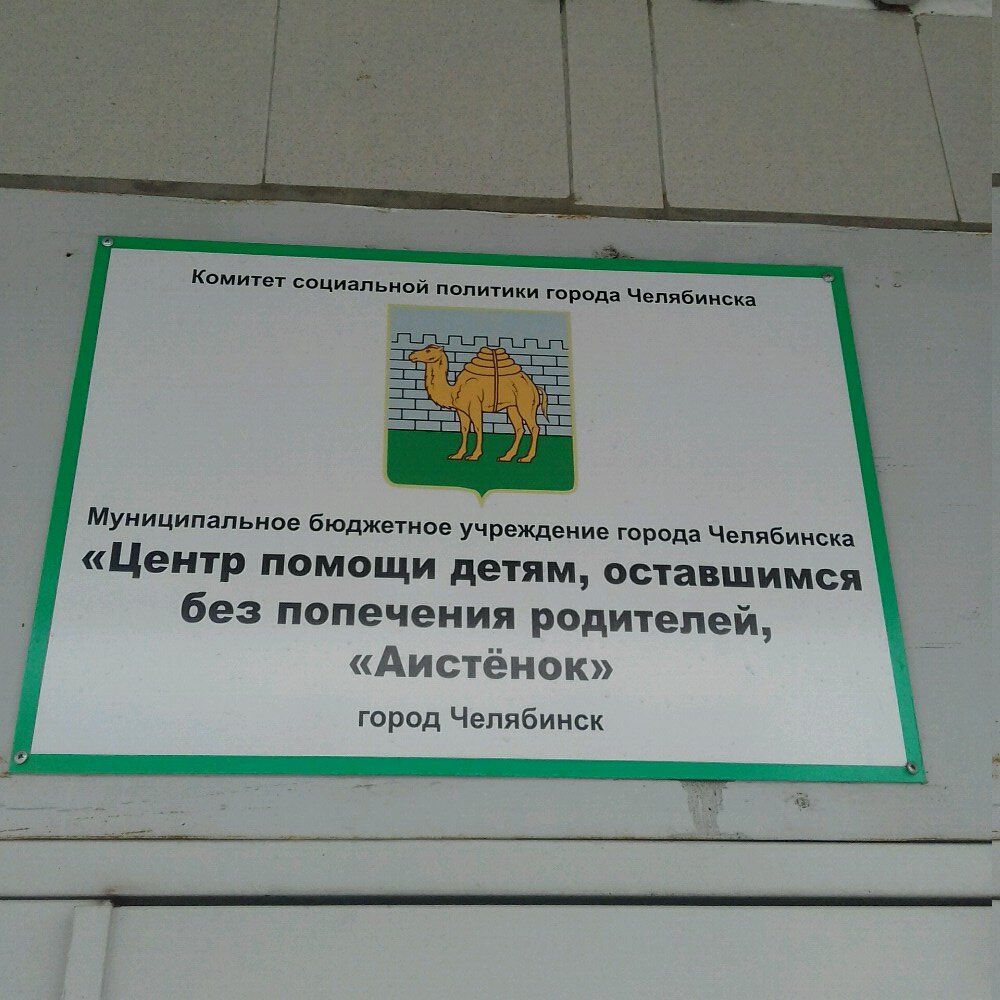 Комитет социальной политики города Челябинска
Муниципальное бюджетное учреждение города Челябинска
«Центр помощи детям, оставшимся
без попечения родителей,
«Аистёнок»
город Челябинск